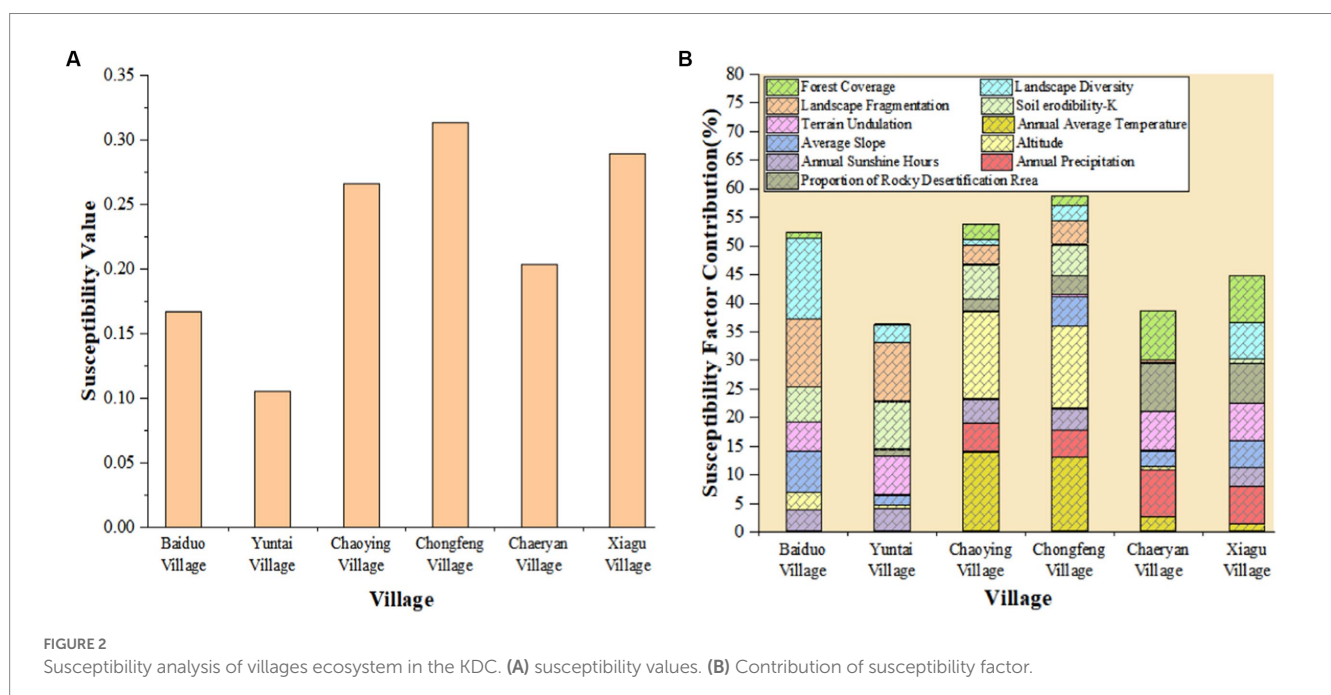 A
Susceptibility Value
0.35
0.30
0.25
0.20
0.15
0.10
0.05
0.00
Baiduo Village
Yuntai Village
Chaoying Village
Chongfeng Village
Chaeryan Village
Xiagu Village
Village
B
Susceptibility Factor Contribution(%)
80
75
70
65
60
55
50
45
40
35
30
25
20
15
10
5
0
Forest Coverage
Landscape Diversity
Landscape Fragmentation
Soil erodibility-K
Terrain Undulation
Annual Average Temperature
Average Slope
Altitude
Annual Sunshine Hours
Annual Precipitation
Proportion of Rocky Desertification Rrea
Baiduo Village
Yuntai Village
Chaoying Village
Chongfeng Village
Chaeryan Village
Xiagu Village
Village
FIGURE 2
Susceptibility analysis of villages ecosystem in the KDC. (A) susceptibility values. (B) Contribution of susceptibility factor.